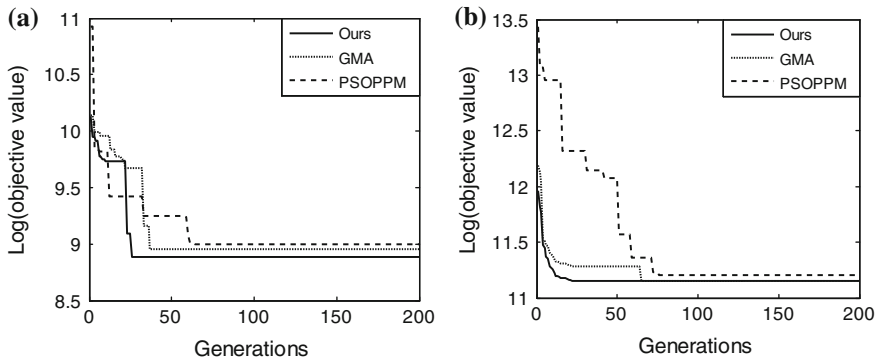 (a)
Log(objective value)
11
10.5
10
9.5
9
8.5
0
50
100
150
200
Generations
Ours
GMA
PSOPPM
(b)
Log(objective value)
13.5
13
12.5
12
11.5
11
0
50
100
150
200
Generations
Ours
GMA
PSOPPM